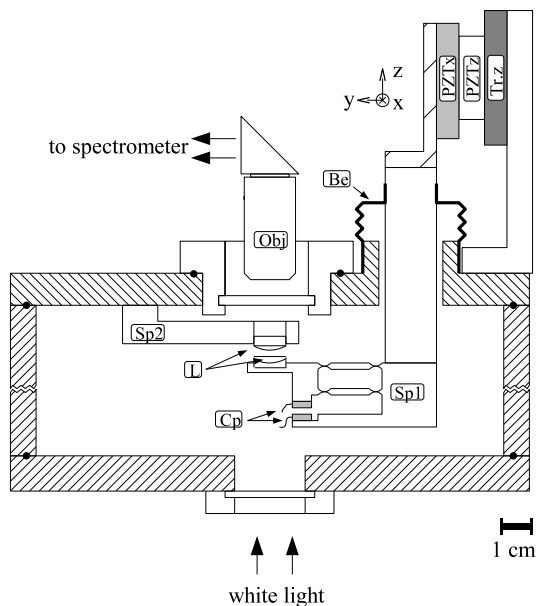 PZTx
PZTz
Tr.z
z
y
x
to spectrometer
Be
Obj
Sp2
L
Sp1
Cp
1 cm
white light